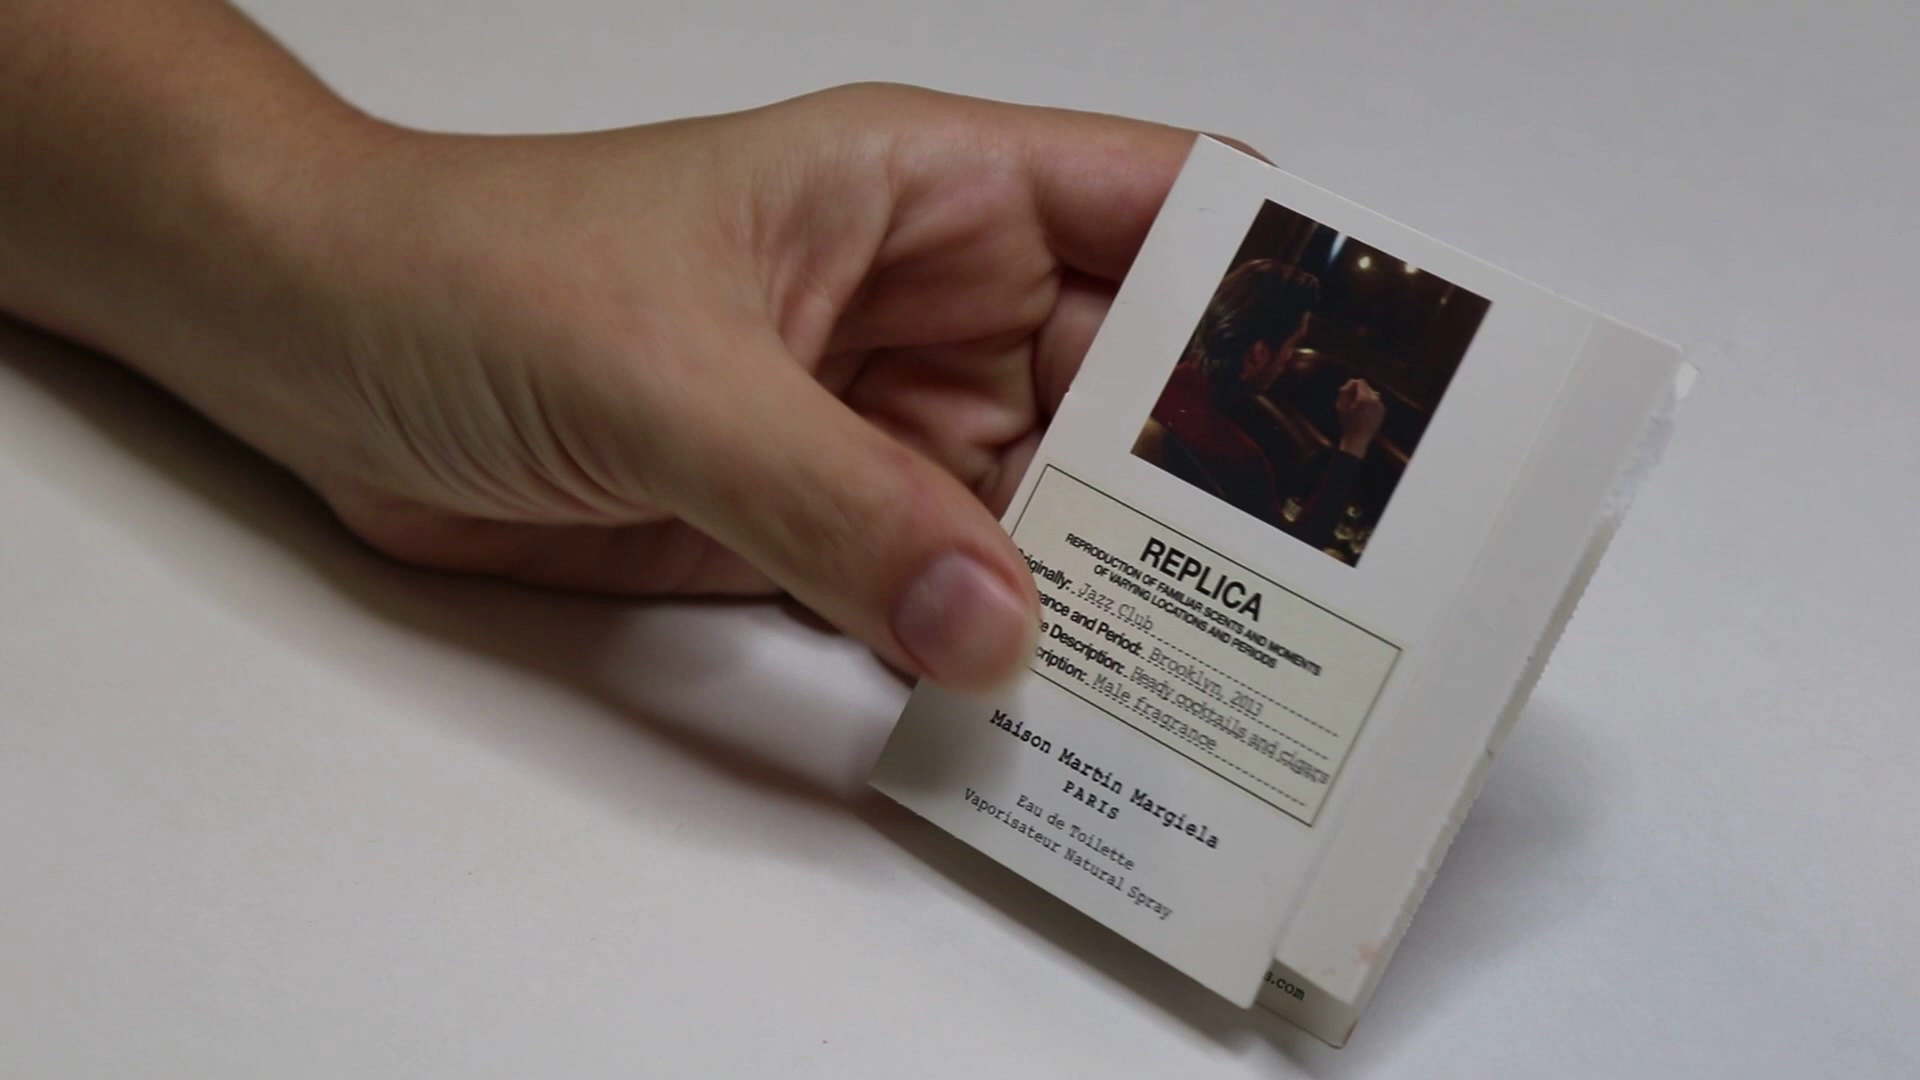 REPLICA
REPRODUCTION OF FAMILIAR SCENTS AND MOMENTS
OF VARYING LOCATIONS AND PERIODS
riginally: Jazz Club
nance and Period: Brooklyn, 2013
e Description: Heady cocktails and cigars
cription: Male fragrance
Maison Martin Margiela
PARIS
Eau de Toilette
Vaporisateur Natural Spray
s.com